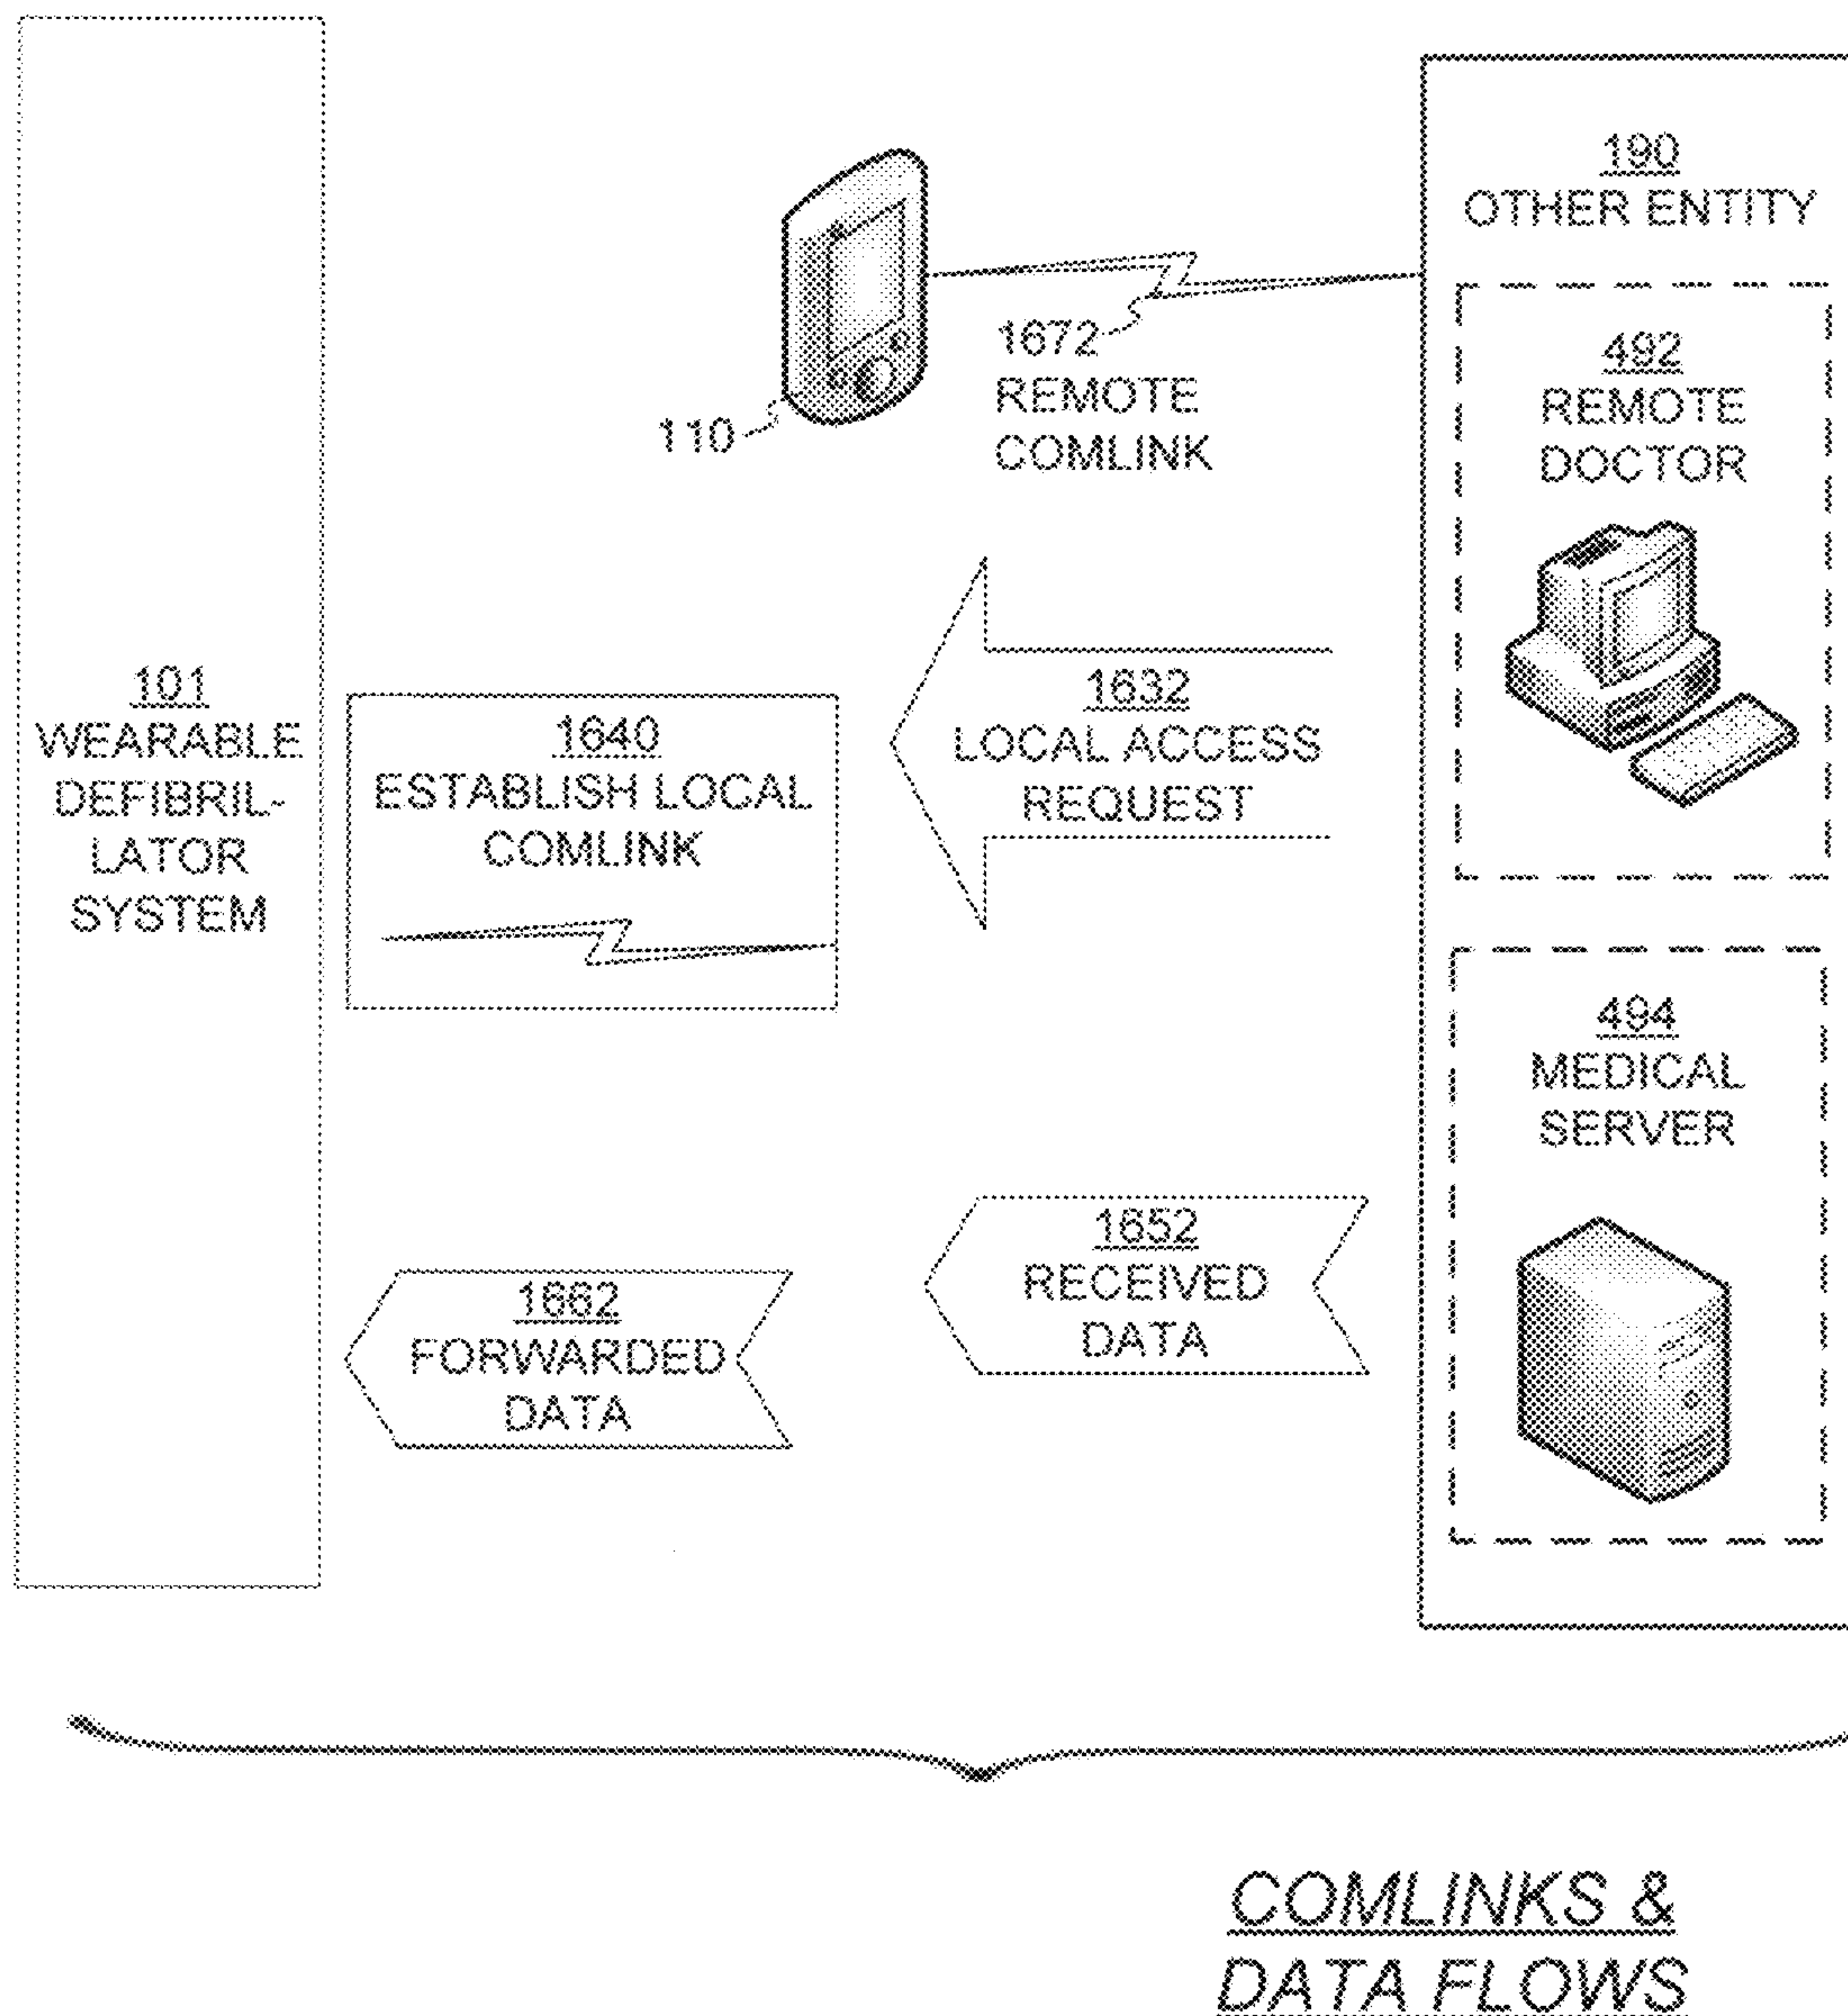 101
WEARABLE
DEFIBRIL-
LATOR
SYSTEM
110
1672
REMOTE
COMLINK
1640
ESTABLISH LOCAL
COMLINK
1632
LOCAL ACCESS
REQUEST
1662
FORWARDED
DATA
1652
RECEIVED
DATA
190
OTHER ENTITY
492
REMOTE
DOCTOR
494
MEDICAL
SERVER
COMLINKS &
DATA FLOWS